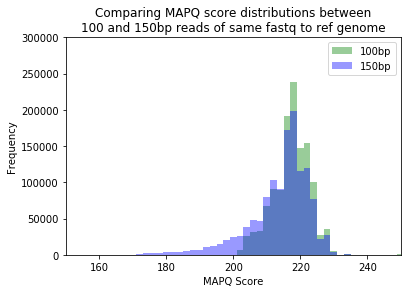 Comparing MAPQ score distributions between
100 and 150bp reads of same fastq to ref genome
300000
250000
200000
150000
100000
50000
0
Frequency
100bp
150bp
160
180
200
220
240
MAPQ Score